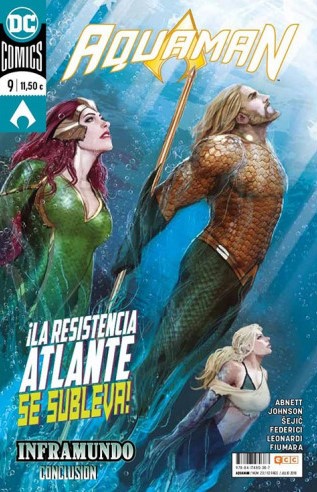 DC
COMICS
9 | 11,50 €
AQUAMAN
¡LA RESISTENCIA
ATLANTE
SE SUBLEVA!
INFRAMUNDO
CONCLUSIÓN
ABNETT
JOHNSON
SEJIC
FEDERICI
LEONARDI
FIUMARA
ecc